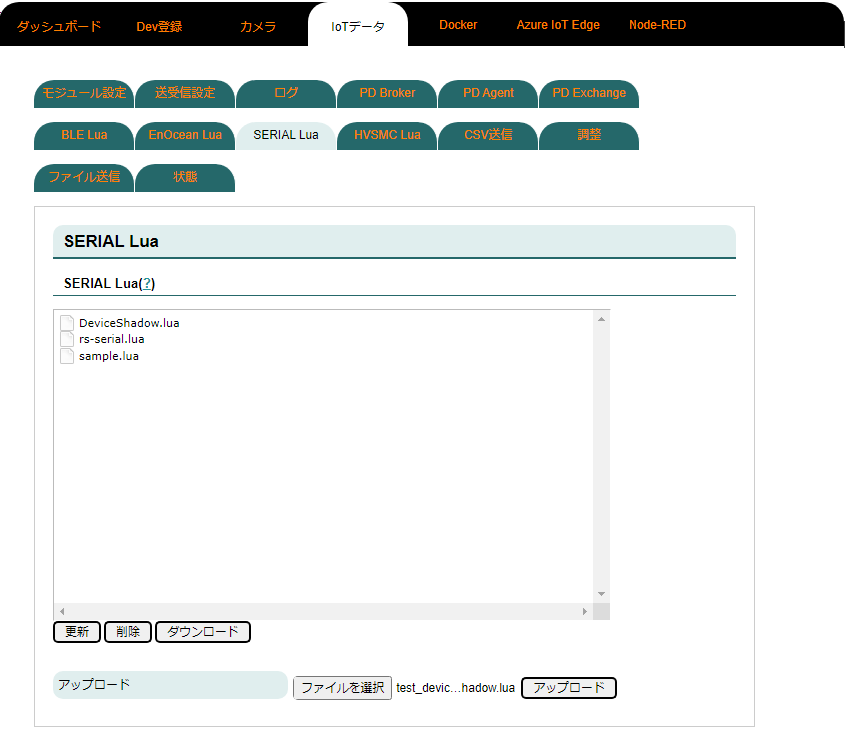 ダッシュボード Dev登録 カメラ IoTデータ Docker Azure IoT Edge Node-RED
モジュール設定 送受信設定 ログ PD Broker PD Agent PD Exchange
BLE Lua EnOcean Lua SERIAL Lua HVSMC Lua CSV送信 調整
ファイル送信 状態
SERIAL Lua
SERIAL Lua(?)
DeviceShadow.lua
rs-serial.lua
sample.lua
更新 削除 ダウンロード
アップロード ファイルを選択 test_devic...hadow.lua アップロード